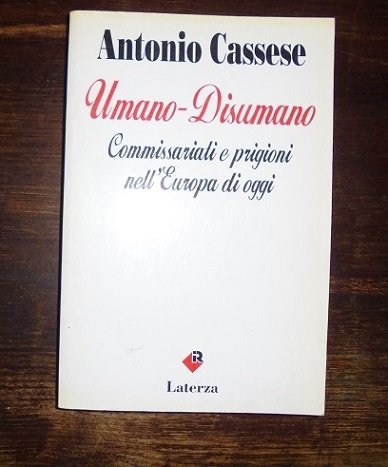 Antonio Cassese
Umano-Disumano
Commissariati e prigioni
nell'Europa di oggi
iR
Laterza